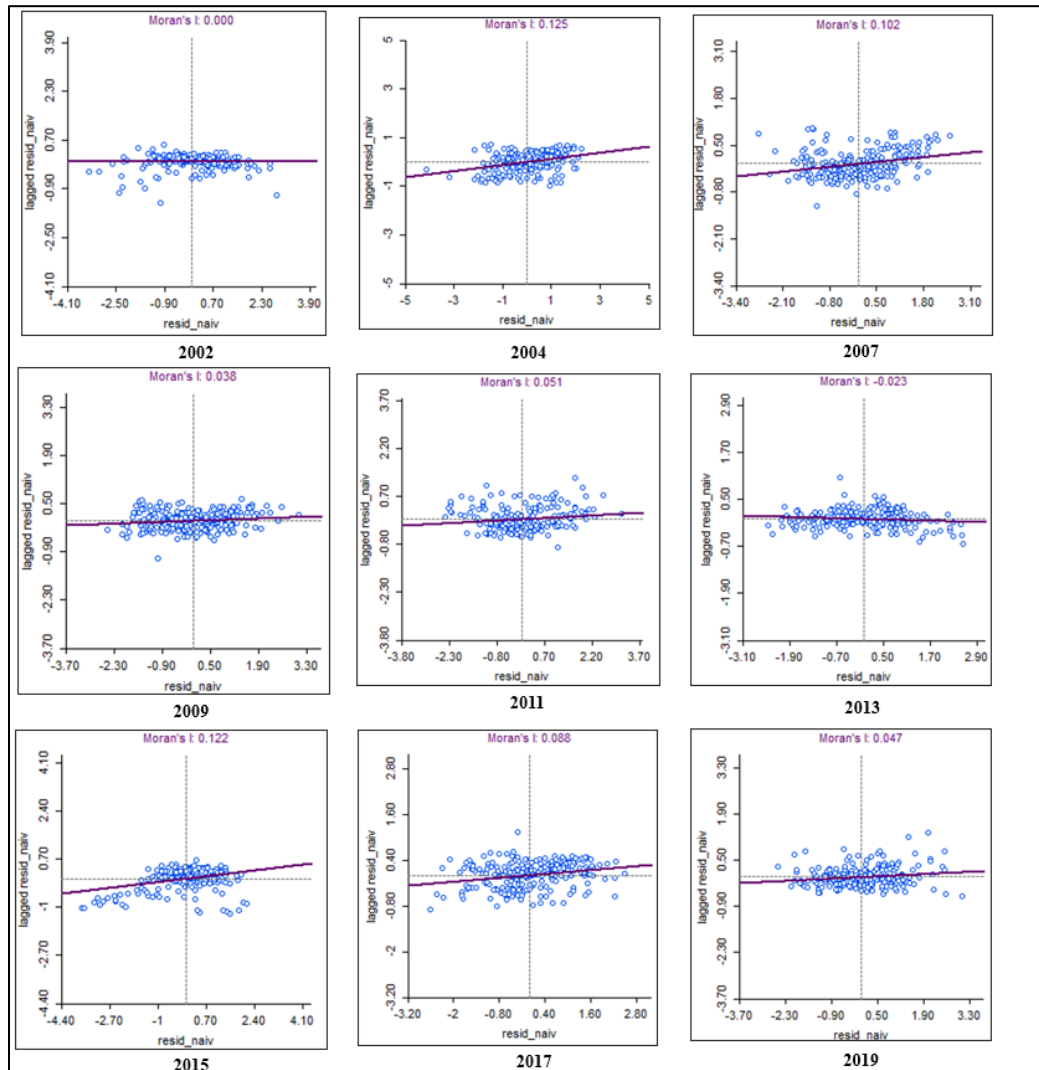 Moran's I: 0.000
lagged resid_naiv
3.90
2.30
0.70
-0.90
-2.50
-4.10
-4.10 -2.50 -0.90 0.70 2.30 3.90
resid_naiv
2002
Moran's I: 0.125
lagged resid_naiv
5
3
1
-1
-3
-5
-5 -3 -1 1 3 5
resid_naiv
2004
Moran's I: 0.102
lagged resid_naiv
3.10
1.80
0.50
-0.80
-2.10
-3.40
-3.40 -2.10 -0.80 0.50 1.80 3.10
resid_naiv
2007
Moran's I: 0.038
lagged resid_naiv
3.30
1.90
0.50
-0.90
-2.30
-3.70
-3.70 -2.30 -0.90 0.50 1.90 3.30
resid_naiv
2009
Moran's I: 0.051
lagged resid_naiv
3.70
2.20
0.70
-0.80
-2.30
-3.80
-3.80 -2.30 -0.80 0.70 2.20 3.70
resid_naiv
2011
Moran's I: -0.023
lagged resid_naiv
2.90
1.70
0.50
-0.70
-1.90
-3.10
-3.10 -1.90 -0.70 0.50 1.70 2.90
resid_naiv
2013
Moran's I: 0.122
lagged resid_naiv
4.10
2.40
0.70
-1
-2.70
-4.40
-4.40 -2.70 -1 0.70 2.40 4.10
resid_naiv
2015
Moran's I: 0.088
lagged resid_naiv
2.80
1.60
0.40
-0.80
-2
-3.20
-3.20 -2 -0.80 0.40 1.60 2.80
resid_naiv
2017
Moran's I: 0.047
lagged resid_naiv
3.30
1.90
0.50
-0.90
-2.30
-3.70
-3.70 -2.30 -0.90 0.50 1.90 3.30
resid_naiv
2019